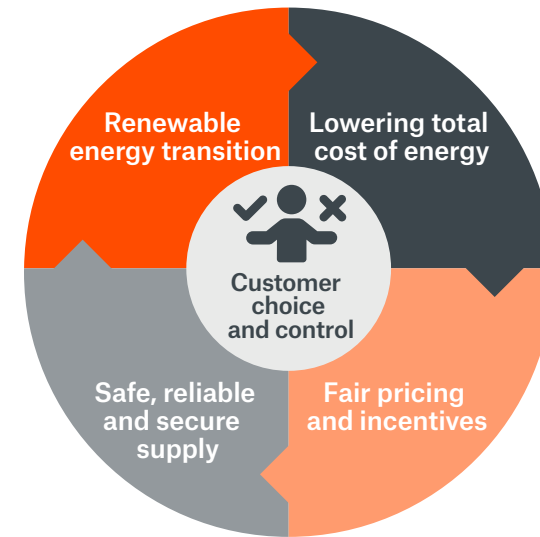 Renewable
energy transition
Lowering total
cost of energy
Customer
choice
and control
Safe, reliable
and secure
supply
Fair pricing
and incentives